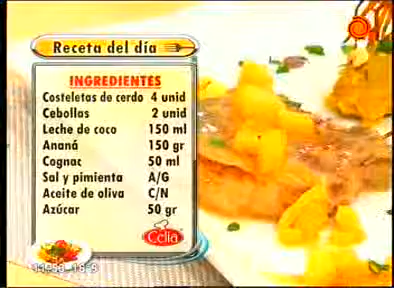 Receta del día
INGREDIENTES
Costeletas de cerdo 4 unid
Cebollas 2 unid
Leche de coco 150 ml
Ananá 150 gr
Cognac 50 ml
Sal y pimienta A/G
Aceite de oliva C/N
Azúcar 50 gr
Celia